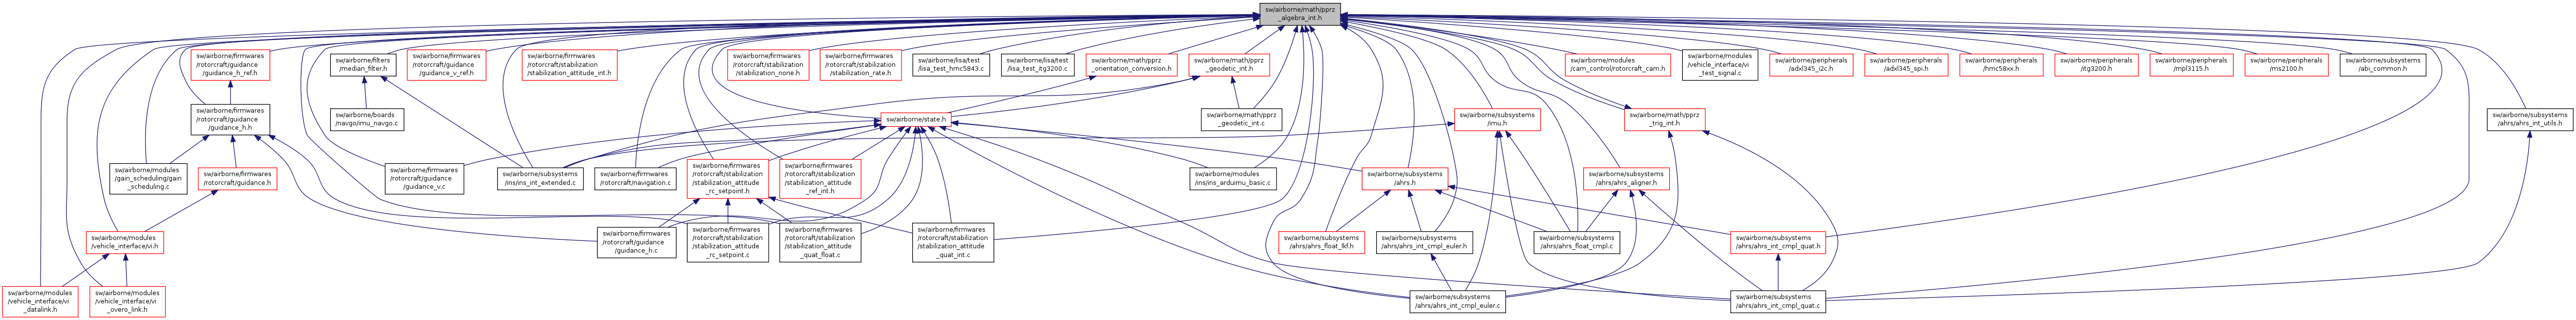 sw/airborne/math/pprz
_algebra_int.h
sw/airborne/firmwares
/rotorcraft/guidance
/guidance_h_ref.h
sw/airborne/filters
/median_filter.h
sw/airborne/firmwares
/rotorcraft/guidance
/guidance_v_ref.h
sw/airborne/firmwares
/rotorcraft/stabilization
/stabilization_attitude_int.h
sw/airborne/firmwares
/rotorcraft/stabilization
/stabilization_none.h
sw/airborne/firmwares
/rotorcraft/stabilization
/stabilization_rate.h
sw/airborne/lisa/test
/lisa_test_hmc5843.c
sw/airborne/lisa/test
/lisa_test_itg3200.c
sw/airborne/math/pprz
_orientation_conversion.h
sw/airborne/math/pprz
_geodetic_int.h
sw/airborne/modules
/cam_control/rotorcraft_cam.h
sw/airborne/modules
/vehicle_interface/vi
_test_signal.c
sw/airborne/peripherals
/adxl345_i2c.h
sw/airborne/peripherals
/adxl345_spi.h
sw/airborne/peripherals
/hmc58xx.h
sw/airborne/peripherals
/itg3200.h
sw/airborne/peripherals
/mpl3115.h
sw/airborne/peripherals
/ms2100.h
sw/airborne/subsystems
/abi_common.h
sw/airborne/firmwares
/rotorcraft/guidance
/guidance_h.h
sw/airborne/boards
/navgo/imu_navgo.c
sw/airborne/state.h
sw/airborne/math/pprz
_geodetic_int.c
sw/airborne/subsystems
/imu.h
sw/airborne/math/pprz
_trig_int.h
sw/airborne/subsystems
/ahrs/ahrs_int_utils.h
sw/airborne/modules
/gain_scheduling/gain
_scheduling.c
sw/airborne/firmwares
/rotorcraft/guidance.h
sw/airborne/firmwares
/rotorcraft/guidance
/guidance_v.c
sw/airborne/subsystems
/ins/ins_int_extended.c
sw/airborne/firmwares
/rotorcraft/navigation.c
sw/airborne/firmwares
/rotorcraft/stabilization
/stabilization_attitude
_rc_setpoint.h
sw/airborne/firmwares
/rotorcraft/stabilization
/stabilization_attitude
_ref_int.h
sw/airborne/modules
/ins/ins_arduimu_basic.c
sw/airborne/subsystems
/ahrs.h
sw/airborne/subsystems
/ahrs/ahrs_aligner.h
sw/airborne/modules
/vehicle_interface/vi.h
sw/airborne/firmwares
/rotorcraft/guidance
/guidance_h.c
sw/airborne/firmwares
/rotorcraft/stabilization
/stabilization_attitude
_rc_setpoint.c
sw/airborne/firmwares
/rotorcraft/stabilization
/stabilization_attitude
_quat_float.c
sw/airborne/firmwares
/rotorcraft/stabilization
/stabilization_attitude
_quat_int.c
sw/airborne/subsystems
/ahrs/ahrs_float_lkf.h
sw/airborne/subsystems
/ahrs/ahrs_int_cmpl_euler.h
sw/airborne/subsystems
/ahrs/ahrs_float_cmpl.c
sw/airborne/subsystems
/ahrs/ahrs_int_cmpl_quat.h
sw/airborne/modules
/vehicle_interface/vi
_datalink.h
sw/airborne/modules
/vehicle_interface/vi
_overo_link.h
sw/airborne/subsystems
/ahrs/ahrs_int_cmpl_euler.c
sw/airborne/subsystems
/ahrs/ahrs_int_cmpl_quat.c